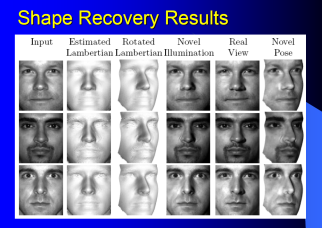 Shape Recovery Results
Input Estimated Rotated Novel Real Novel
Lambertian Lambertian Illumination View Pose